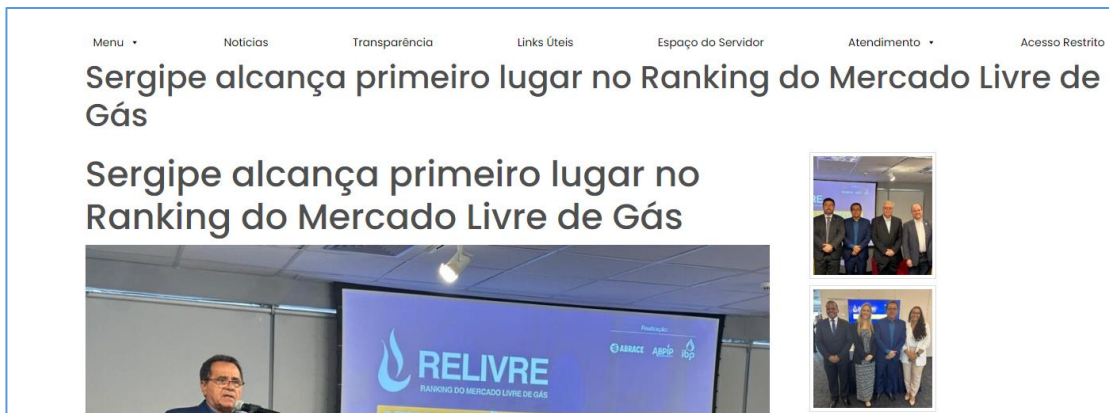 Menu Noticias Transparência Links Úteis Espaço do Servidor Atendimento Acesso Restrito
Sergipe alcança primeiro lugar no Ranking do Mercado Livre de
Gás
Sergipe alcança primeiro lugar no
Ranking do Mercado Livre de Gás
Realização:
ABRACE ABPIP ibp
RELIVRE
RANKING DO MERCADO LIVRE DE GÁS